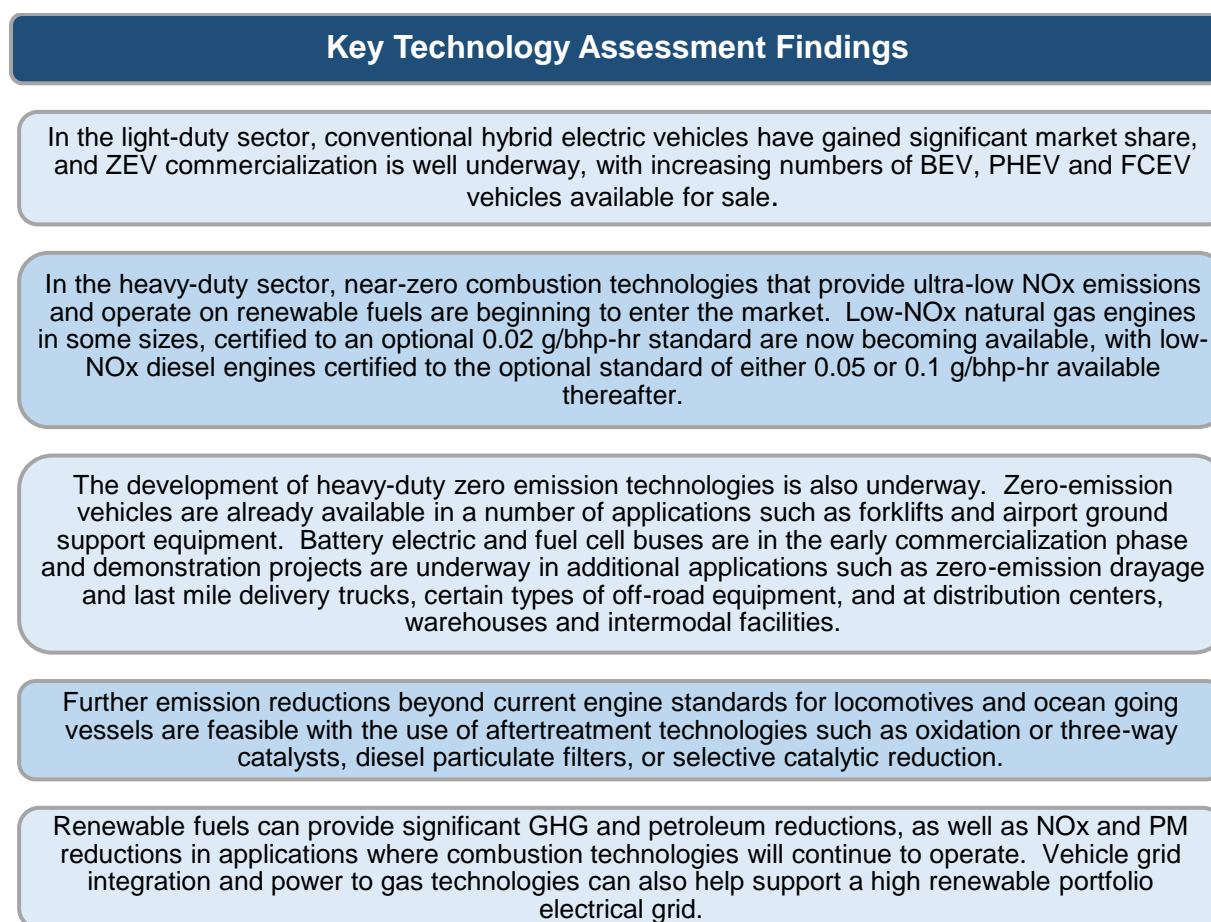 Key Technology Assessment Findings
In the light-duty sector, conventional hybrid electric vehicles have gained significant market share,
and ZEV commercialization is well underway, with increasing numbers of BEV, PHEV and FCEV
vehicles available for sale.
In the heavy-duty sector, near-zero combustion technologies that provide ultra-low NOx emissions
and operate on renewable fuels are beginning to enter the market.  Low-NOx natural gas engines
in some sizes, certified to an optional 0.02 g/bhp-hr standard are now becoming available, with low-
NOx diesel engines certified to the optional standard of either 0.05 or 0.1 g/bhp-hr available
thereafter.
The development of heavy-duty zero emission technologies is also underway.  Zero-emission
vehicles are already available in a number of applications such as forklifts and airport ground
support equipment.  Battery electric and fuel cell buses are in the early commercialization phase
and demonstration projects are underway in additional applications such as zero-emission drayage
and last mile delivery trucks, certain types of off-road equipment, and at distribution centers,
warehouses and intermodal facilities.
Further emission reductions beyond current engine standards for locomotives and ocean going
vessels are feasible with the use of aftertreatment technologies such as oxidation or three-way
catalysts, diesel particulate filters, or selective catalytic reduction.
Renewable fuels can provide significant GHG and petroleum reductions, as well as NOx and PM
reductions in applications where combustion technologies will continue to operate.  Vehicle grid
integration and power to gas technologies can also help support a high renewable portfolio
electrical grid.